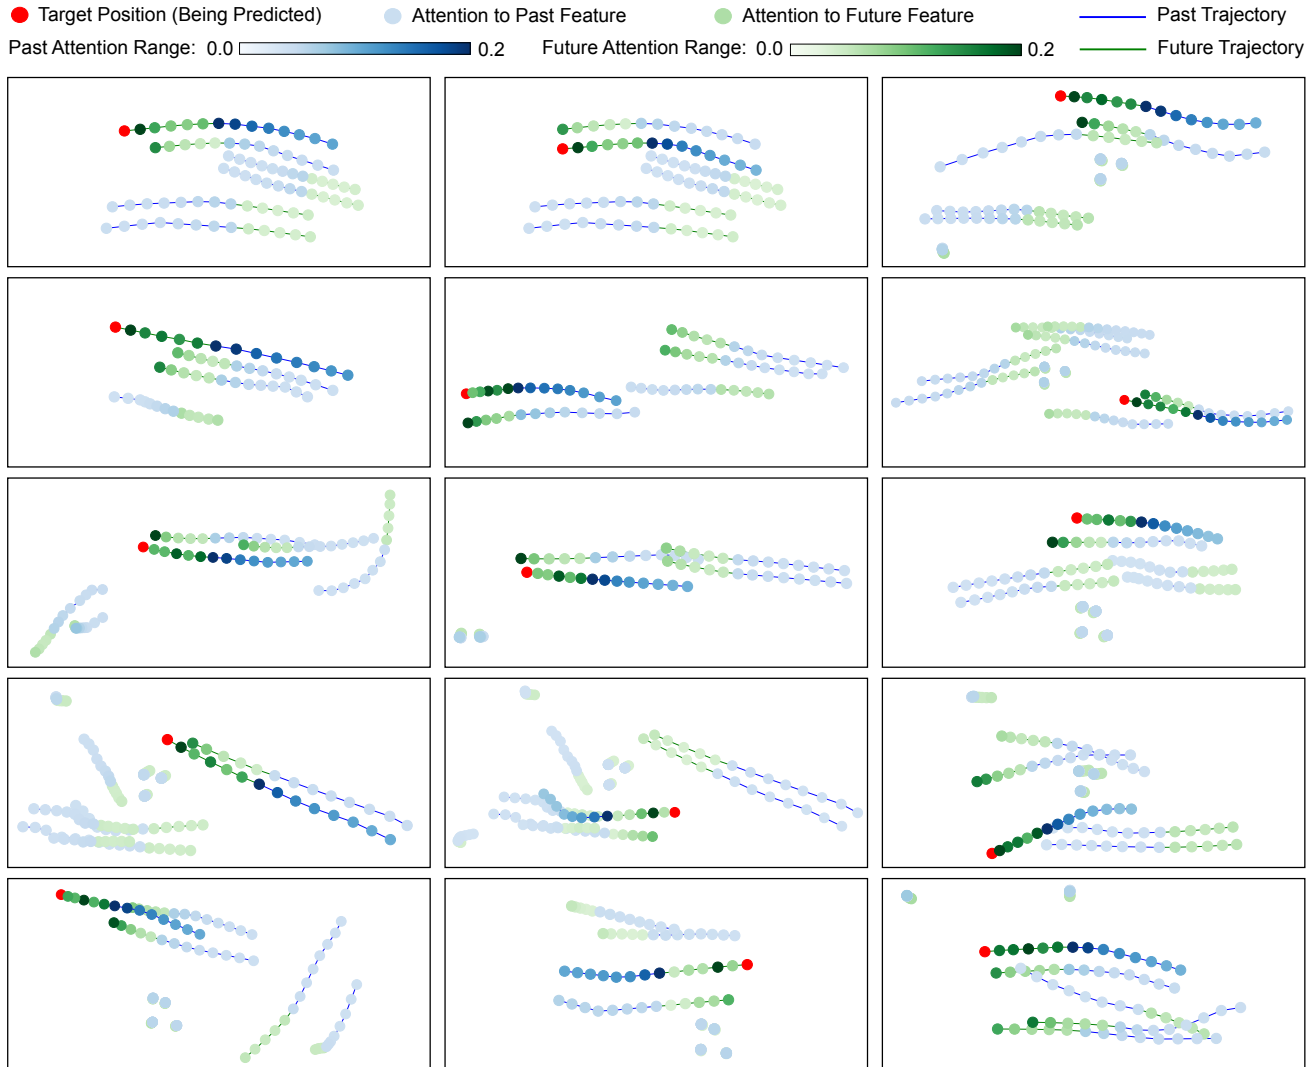 Target Position (Being Predicted) Attention to Past Feature Attention to Future Feature Past Trajectory
Past Attention Range: 0.0 0.2 Future Attention Range: 0.0 0.2 Future Trajectory